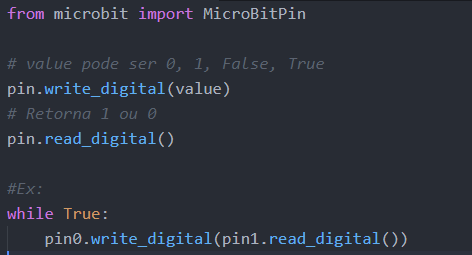 from microbit import MicroBitPin
# value pode ser 0, 1, False, True
pin.write_digital(value)
# Retorna 1 ou 0
pin.read_digital()
#Ex:
while True:
    pin0.write_digital(pin1.read_digital())